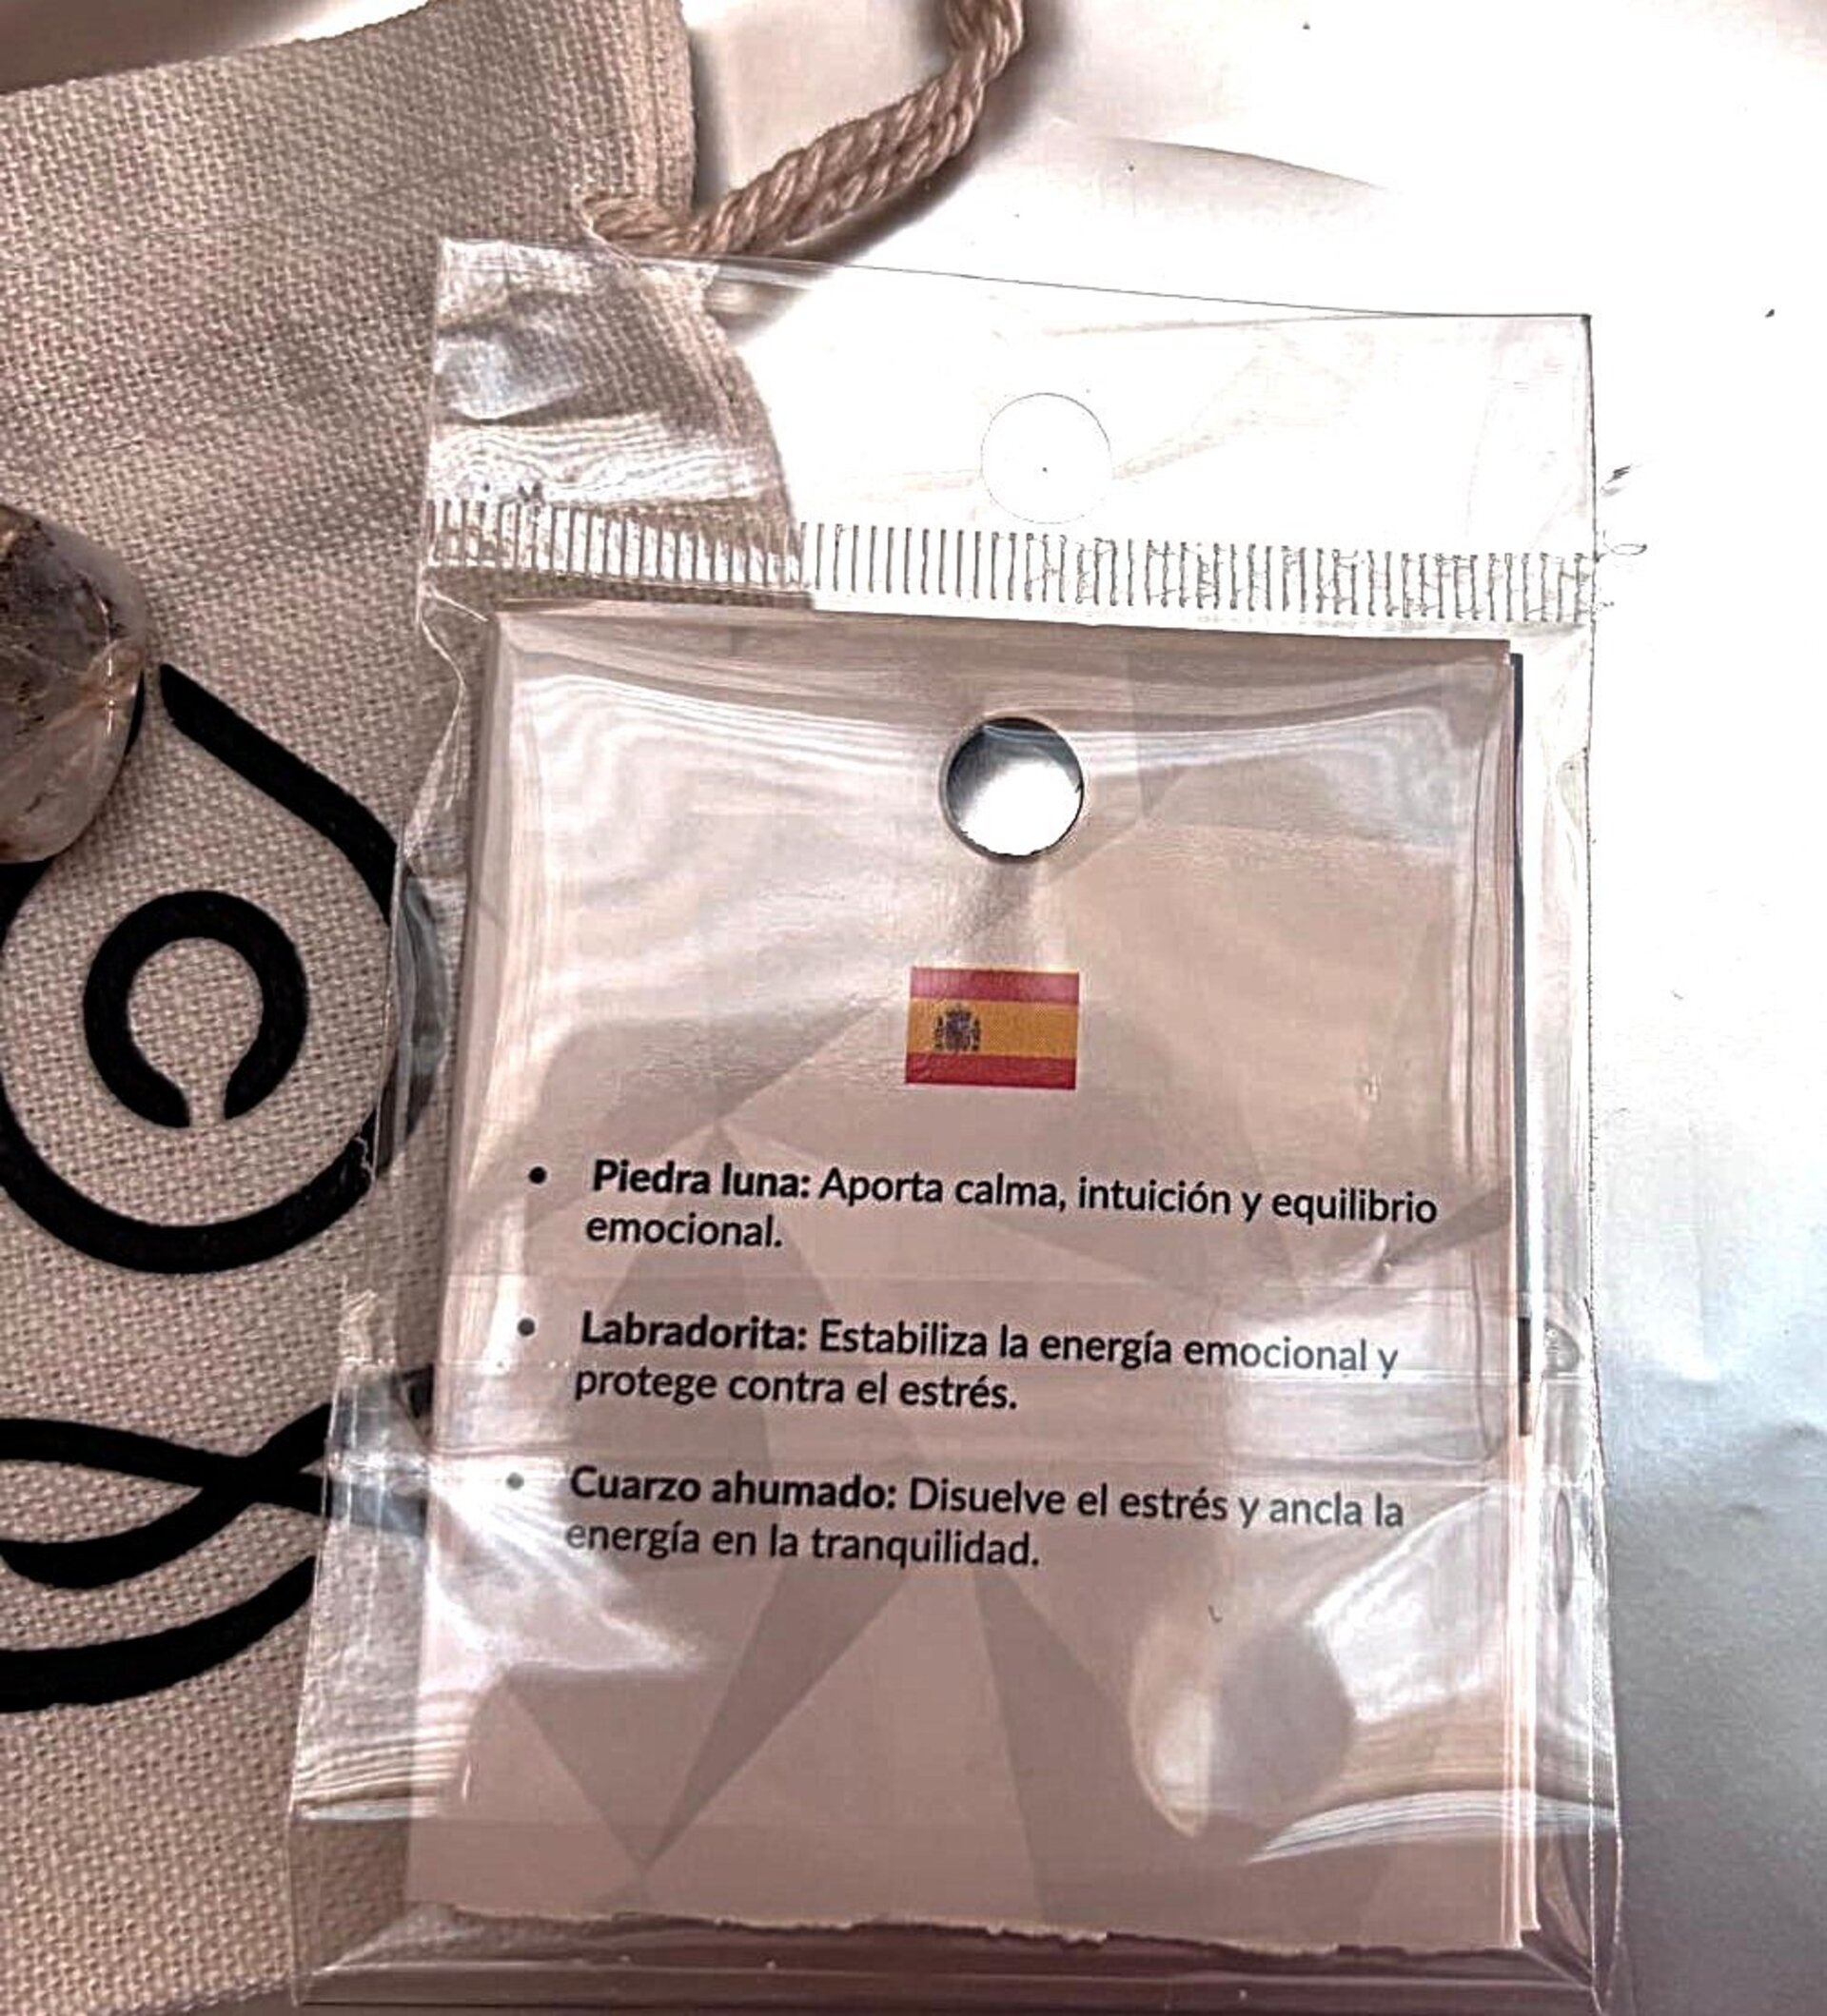 • Piedra luna: Aporta calma, intuición y equilibrio
emocional.
• Labradorita: Estabiliza la energía emocional y
protege contra el estrés.
• Cuarzo ahumado: Disuelve el estrés y ancla la
energía en la tranquilidad.